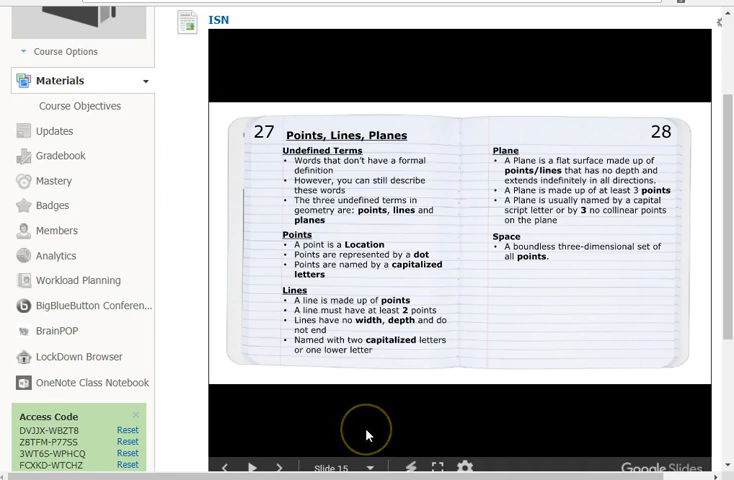 ISN
Course Options
Materials
Course Objectives
Updates
Gradebook
Mastery
Badges
Members
Analytics
Workload Planning
BigBlueButton Conferen...
BrainPOP
LockDown Browser
OneNote Class Notebook
Access Code
DVJJX-WBZT8 Reset
Z8TFM-P77SS Reset
3WT6S-WPHCQ Reset
FCXKD-WTCHZ Reset
27 Points, Lines, Planes
Undefined Terms
• Words that don't have a formal
definition
• However, you can still describe
these words
• The three undefined terms in
geometry are: points, lines and
planes
Points
• A point is a Location
• Points are represented by a dot
• Points are named by a capitalized
letters
Lines
• A line is made up of points
• A line must have at least 2 points
• Lines have no width, depth and do
not end
• Named with two capitalized letters
or one lower letter
28
Plane
• A Plane is a flat surface made up of
points/lines that has no depth and
extends indefinitely in all directions.
• A Plane is made up of at least 3 points
• A Plane is usually named by a capital
script letter or by 3 no collinear points
on the plane
Space
• A boundless three-dimensional set of
all points.
Slide 15
Google Slides